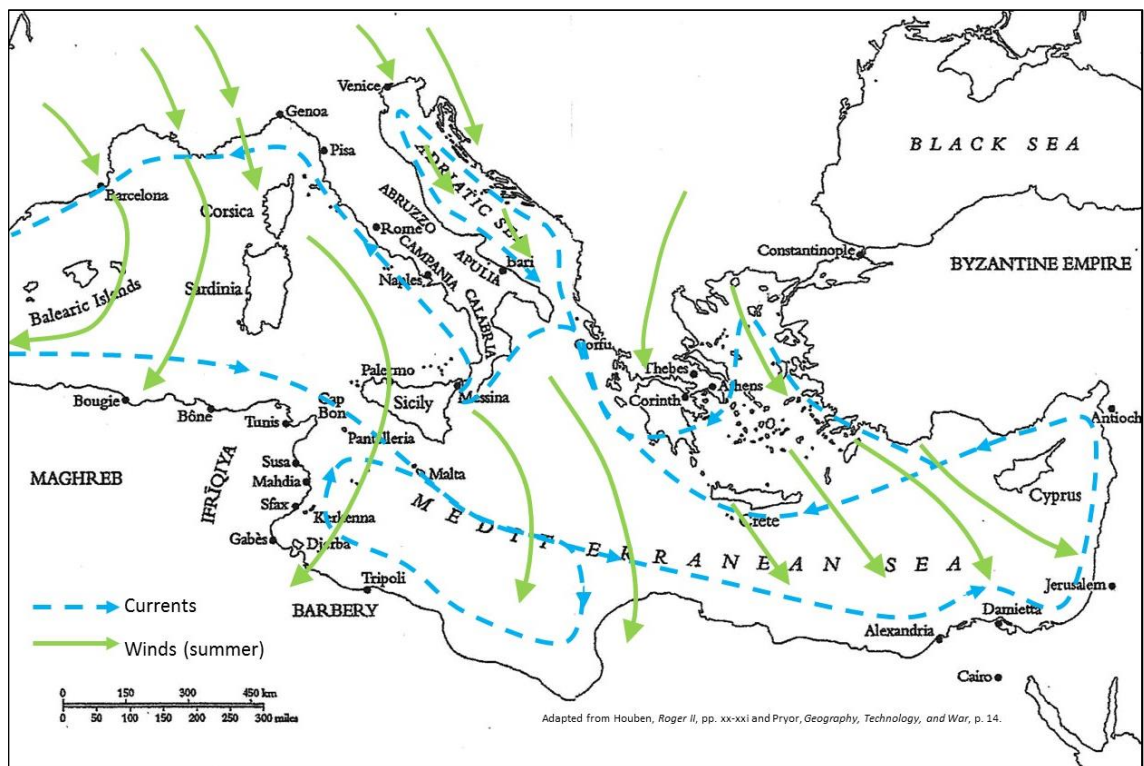 Venice
Genoa
Pisa
BLACK SEA
ADRIATIC SEA
Barcelona
Corsica
ABRUZZO
Rome
CAMPANIA
APULIA
Bari
Constantinople
BYZANTINE EMPIRE
Naples
Sardinia
Balearic Islands
CALABRIA
Corfu
Thebes
Athens
Corinth
Palermo
Messina
Sicily
Bougie
Bône
Tunis
Cap
Bon
Pantalleria
Antioch
MAGHREB
IFRĪQIYA
Susa
Mahdia
Sfax
Kerkenna
Malta
Cyprus
Crete
MEDITERRANEAN SEA
Gabès
Djerba
Tripoli
BARBERY
Jerusalem
Damietta
Alexandria
Cairo
Currents
Winds (summer)
0 150 300 450 km
0 50 100 150 200 250 300 miles
Adapted from Houben, Roger II, pp. xx-xxi and Pryor, Geography, Technology, and War, p. 14.